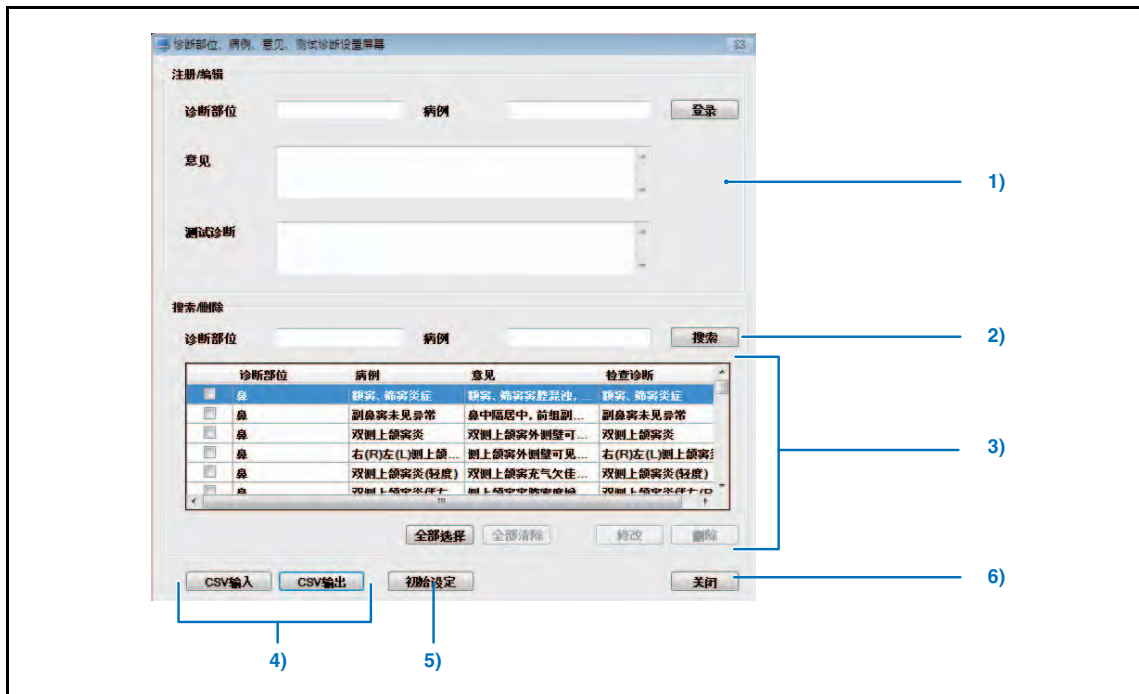 诊断部位、病例、意见、测试诊断设置屏幕
注册/编辑
诊断部位 病例 登录
意见
1)
测试诊断
搜索/删除
诊断部位 病例 搜索 2)
诊断部位 病例 意见 检查诊断
鼻 额窦、筛窦炎症 额窦、筛窦窦腔混浊, ... 额窦、筛窦炎症
鼻 副鼻窦未见异常 鼻中隔居中, 前组副... 副鼻窦未见异常
鼻 双侧上颌窦炎 双侧上颌窦外侧壁可... 双侧上颌窦炎
3)
鼻 右(R)左(L)侧上颌... 侧上颌窦外侧壁可见... 右(R)左(L)侧上颌窦
鼻 双侧上颌窦炎(轻度) 双侧上颌窦充气欠佳... 双侧上颌窦炎(轻度)
鼻
全部选择 全部清除 修改 删除
CSV输入 CSV输出 初始设定 关闭 6)
4) 5)